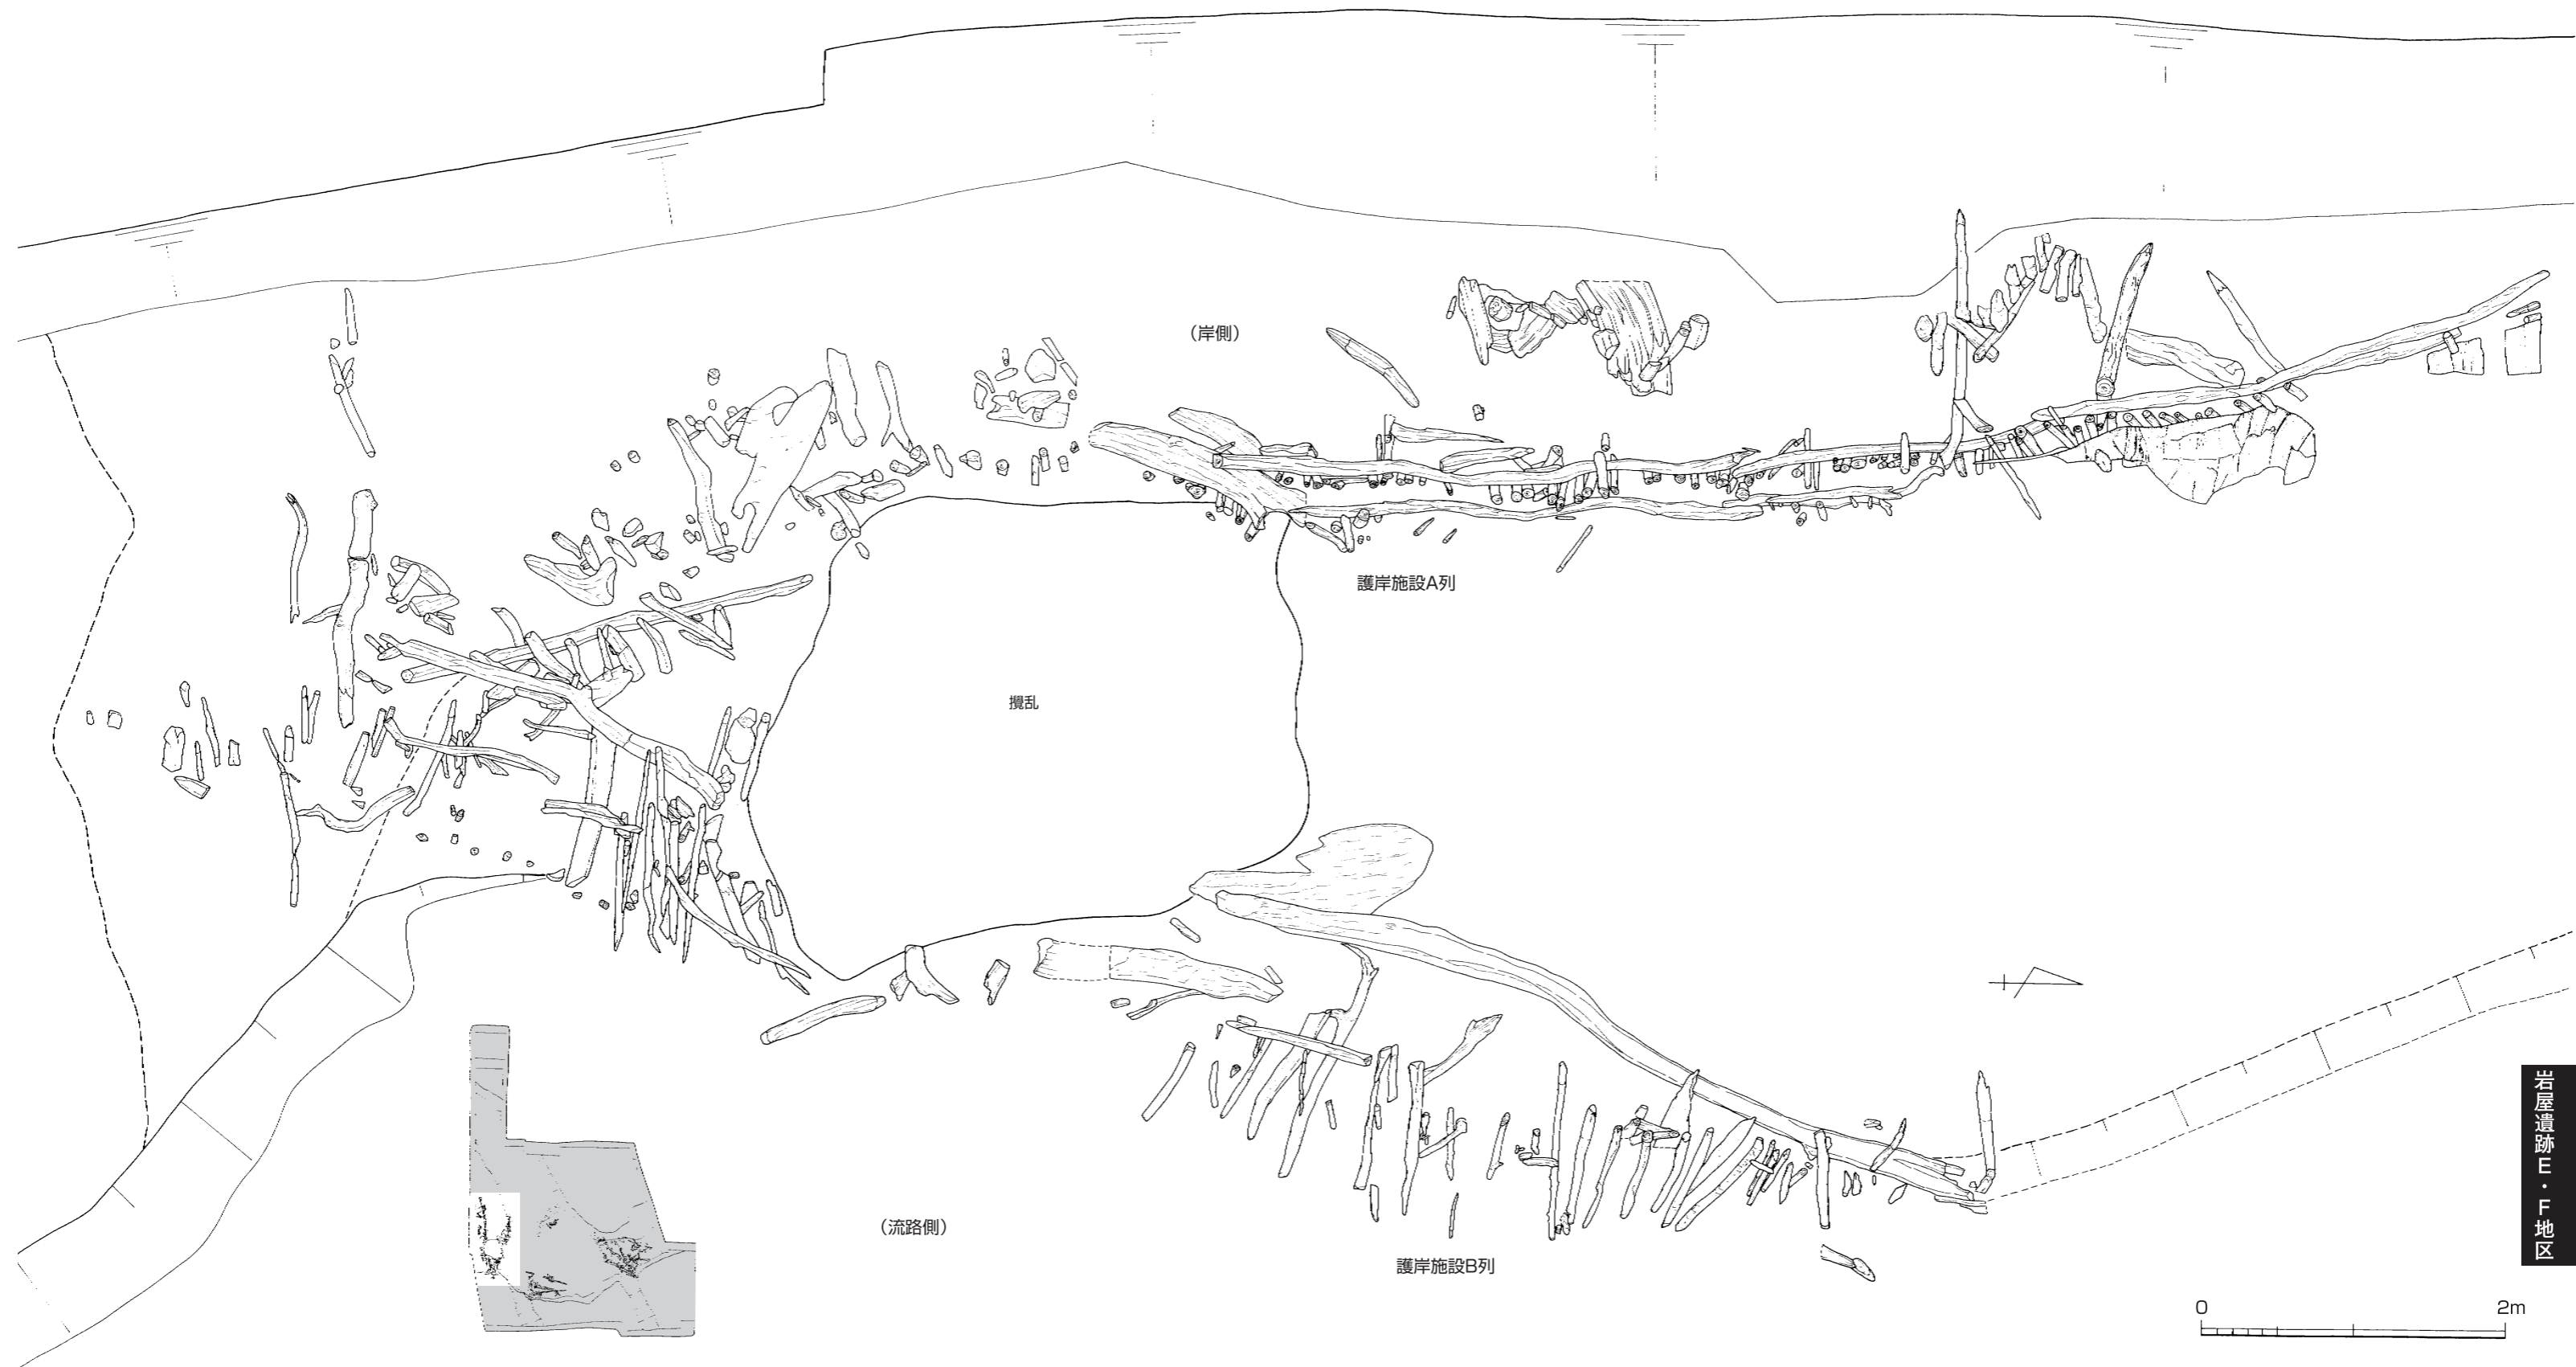 （岸側）
護岸施設A列
攪乱
（流路側）
護岸施設B列
岩屋遺跡E・F地区
0 2m